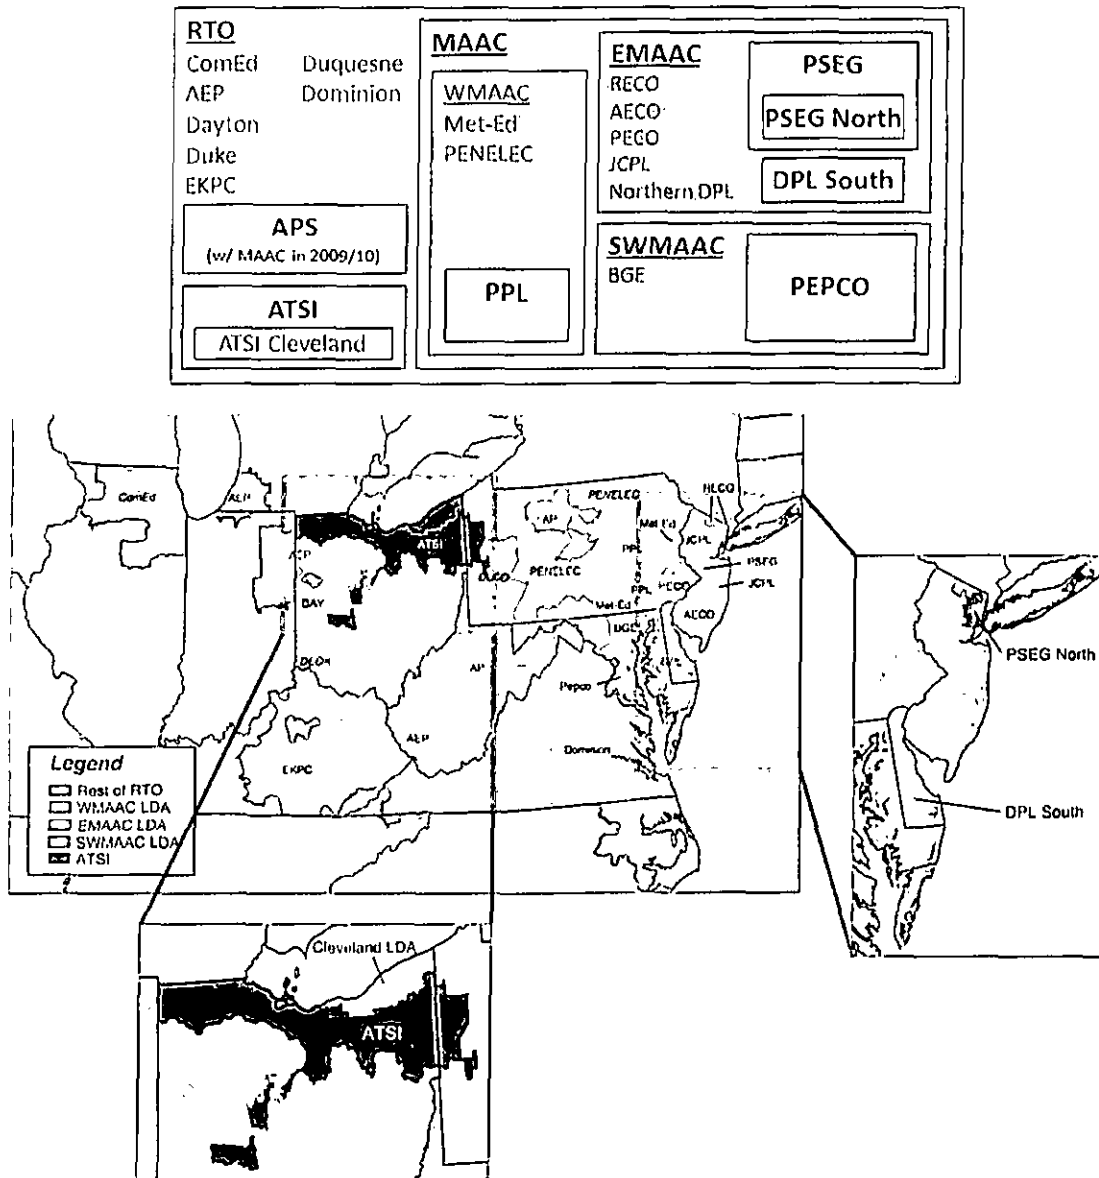 RTO
ComEd Duquesne
AEP Dominion
Dayton
Duke
EKPC
APS
(w/ MAAC in 2009/10)
ATSI
ATSI Cleveland
MAAC
WMAAC
Met-Ed
PENELEC
PPL
EMAAC
RECO
AECO
PECO
JCPL
Northern DPL
PSEG
PSEG North
DPL South
SWMAAC
BGE
PEPCO
ComEd
AEP
ATSI
DAY
EKPC
AEP
AP
AP
PENELEC
PENELEC
PPL
PPL
Met-Ed
Met-Ed
JCPL
PECO
AECO
PSEG
JCPL
BGE
Pepco
Dominion
Legend
Rest of RTO
WMAAC LDA
EMAAC LDA
SWMAAC LDA
ATSI
PSEG North
DPL South
Cleveland LDA
ATSI